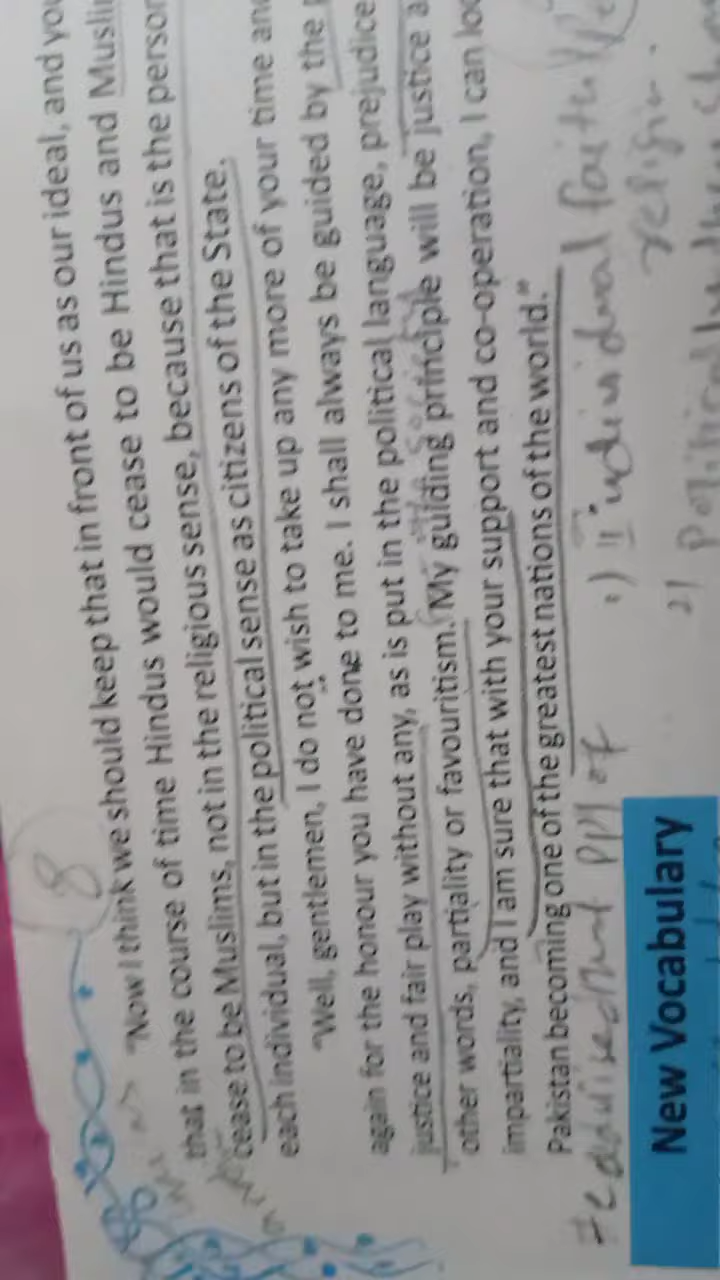 8
"Now I think we should keep that in front of us as our ideal, and you
that in the course of time Hindus would cease to be Hindus and Muslim
cease to be Muslims, not in the religious sense, because that is the person
each individual, but in the political sense as citizens of the State.
"Well, gentlemen, I do not wish to take up any more of your time and
again for the honour you have done to me. I shall always be guided by the
justice and fair play without any, as is put in the political language, prejudice
other words, partiality or favouritism. My guiding principle will be justice a
impartiality, and I am sure that with your support and co-operation, I can loo
Pakistan becoming one of the greatest nations of the world."
of 1) individual faith
religion.
2)
New Vocabulary